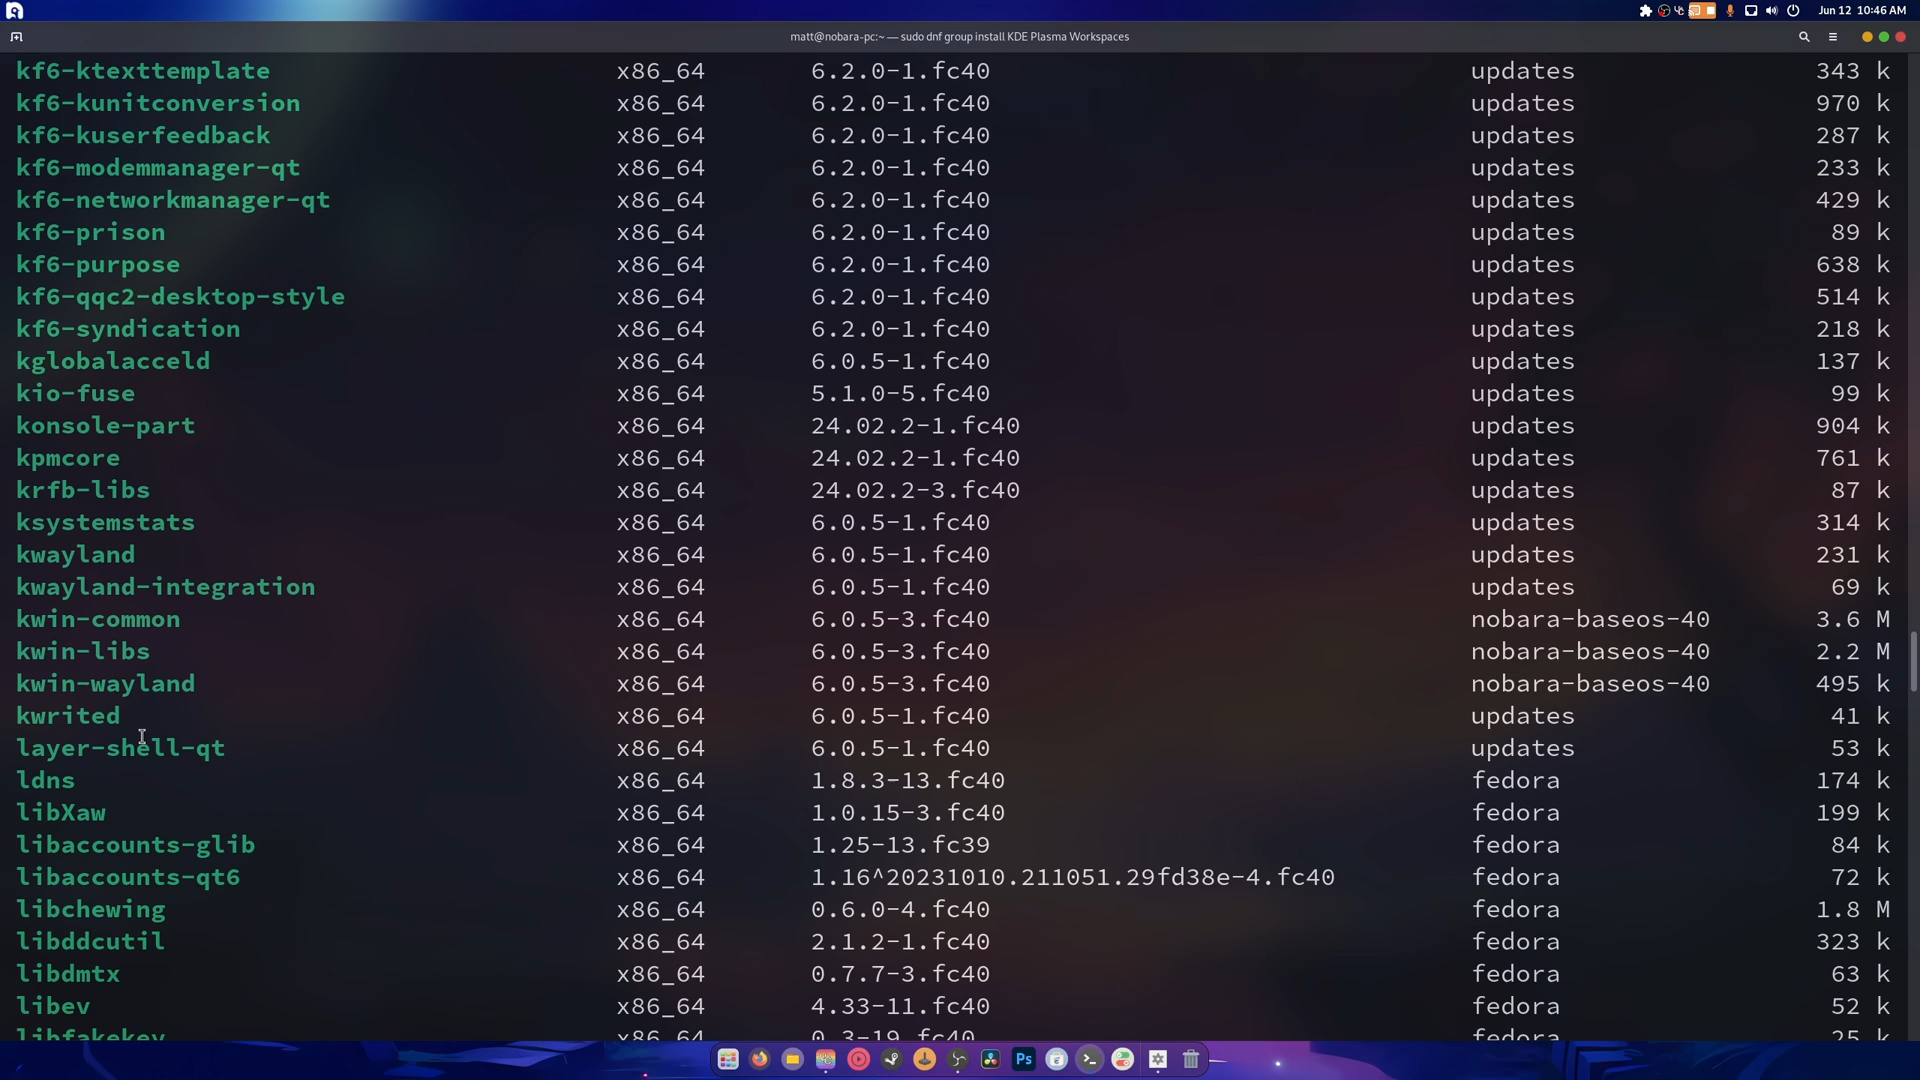 Jun 12 10:46 AM
matt@nobara-pc:~ — sudo dnf group install KDE Plasma Workspaces
kf6-ktexttemplate x86_64 6.2.0-1.fc40 updates 343 k
kf6-kunitconversion x86_64 6.2.0-1.fc40 updates 970 k
kf6-kuserfeedback x86_64 6.2.0-1.fc40 updates 287 k
kf6-modemmanager-qt x86_64 6.2.0-1.fc40 updates 233 k
kf6-networkmanager-qt x86_64 6.2.0-1.fc40 updates 429 k
kf6-prison x86_64 6.2.0-1.fc40 updates 89 k
kf6-purpose x86_64 6.2.0-1.fc40 updates 638 k
kf6-qqc2-desktop-style x86_64 6.2.0-1.fc40 updates 514 k
kf6-syndication x86_64 6.2.0-1.fc40 updates 218 k
kglobalacceld x86_64 6.0.5-1.fc40 updates 137 k
kio-fuse x86_64 5.1.0-5.fc40 updates 99 k
konsole-part x86_64 24.02.2-1.fc40 updates 904 k
kpmcore x86_64 24.02.2-1.fc40 updates 761 k
krfb-libs x86_64 24.02.2-3.fc40 updates 87 k
ksystemstats x86_64 6.0.5-1.fc40 updates 314 k
kwayland x86_64 6.0.5-1.fc40 updates 231 k
kwayland-integration x86_64 6.0.5-1.fc40 updates 69 k
kwin-common x86_64 6.0.5-3.fc40 nobara-baseos-40 3.6 M
kwin-libs x86_64 6.0.5-3.fc40 nobara-baseos-40 2.2 M
kwin-wayland x86_64 6.0.5-3.fc40 nobara-baseos-40 495 k
kwrited x86_64 6.0.5-1.fc40 updates 41 k
layer-shell-qt x86_64 6.0.5-1.fc40 updates 53 k
ldns x86_64 1.8.3-13.fc40 fedora 174 k
libXaw x86_64 1.0.15-3.fc40 fedora 199 k
libaccounts-glib x86_64 1.25-13.fc39 fedora 84 k
libaccounts-qt6 x86_64 1.16^20231010.211051.29fd38e-4.fc40 fedora 72 k
libchewing x86_64 0.6.0-4.fc40 fedora 1.8 M
libddcutil x86_64 2.1.2-1.fc40 fedora 323 k
libdmtx x86_64 0.7.7-3.fc40 fedora 63 k
libev x86_64 4.33-11.fc40 fedora 52 k
libfakekey x86_64 0.3-19.fc40 fedora 25 k
Ps